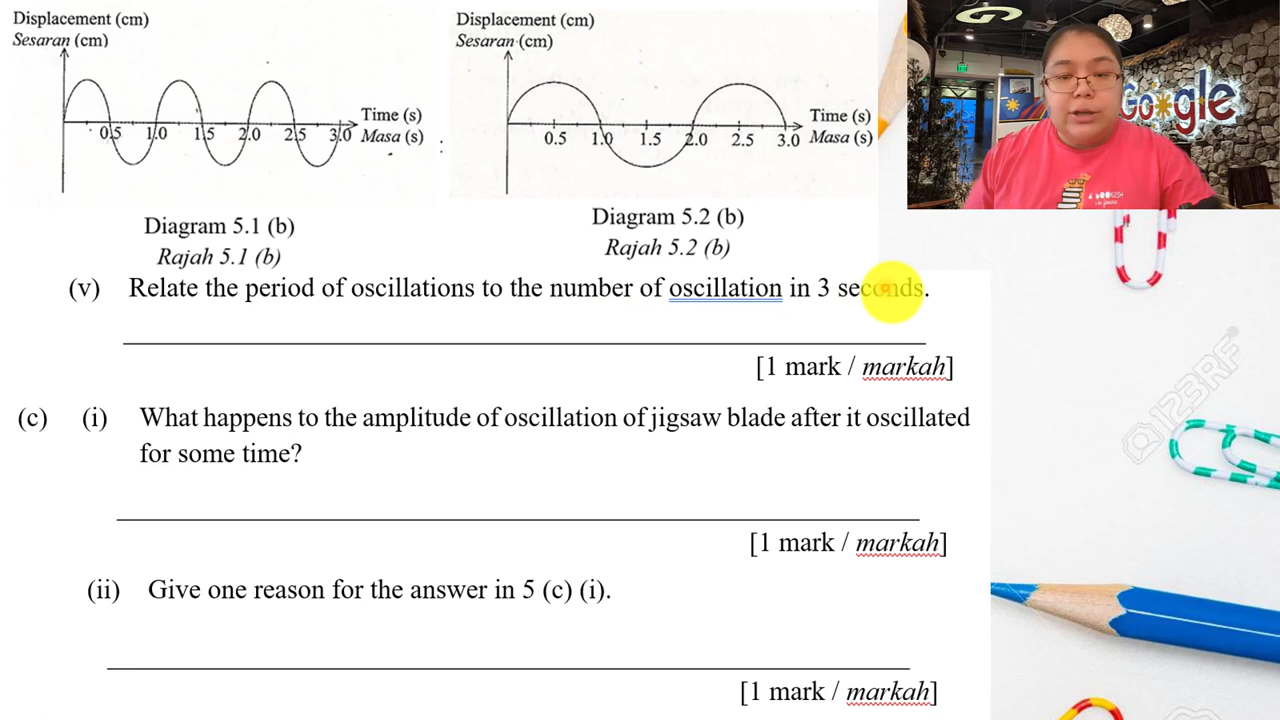 Displacement (cm)
Sesaran (cm)
Time (s)
Masa (s)
0.5 1.0 1.5 2.0 2.5 3.0
Diagram 5.1 (b)
Rajah 5.1 (b)
Displacement (cm)
Sesaran (cm)
Time (s)
Masa (s)
0.5 1.0 1.5 2.0 2.5 3.0
Diagram 5.2 (b)
Rajah 5.2 (b)
Google
(v) Relate the period of oscillations to the number of oscillation in 3 seconds.
[1 mark / markah]
(c) (i) What happens to the amplitude of oscillation of jigsaw blade after it oscillated
for some time?
[1 mark / markah]
(ii) Give one reason for the answer in 5 (c) (i).
[1 mark / markah]
123RF